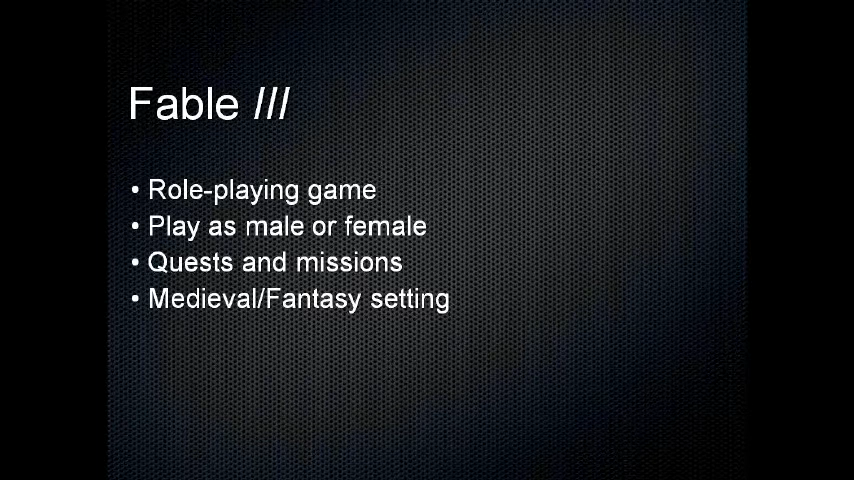 Fable III
• Role-playing game
• Play as male or female
• Quests and missions
• Medieval/Fantasy setting